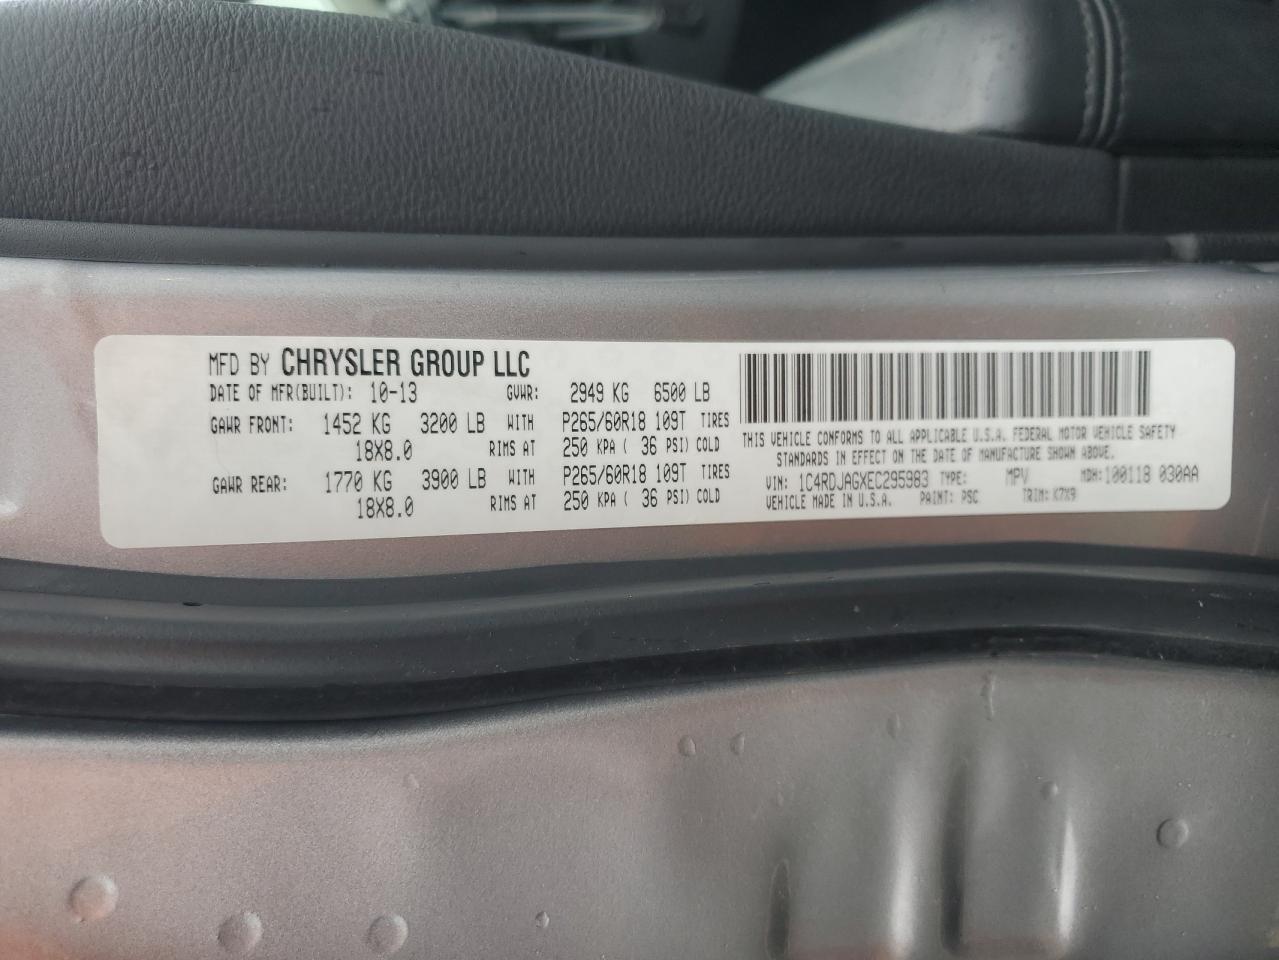 MFD BY CHRYSLER GROUP LLC
DATE OF MFR(BUILT): 10-13 GVWR: 2949 KG 6500 LB
GAWR FRONT: 1452 KG 3200 LB WITH P265/60R18 109T TIRES
18X8.0 RIMS AT 250 KPA ( 36 PSI) COLD
GAWR REAR: 1770 KG 3900 LB WITH P265/60R18 109T TIRES
18X8.0 RIMS AT 250 KPA ( 36 PSI) COLD
THIS VEHICLE CONFORMS TO ALL APPLICABLE U.S.A. FEDERAL MOTOR VEHICLE SAFETY
STANDARDS IN EFFECT ON THE DATE OF MANUFACTURE SHOWN ABOVE.
VIN: 1C4RDJAGXEC295983 TYPE: MPV MDH:100118 030AA
VEHICLE MADE IN U.S.A. PAINT: PSC TRIM: K7X9